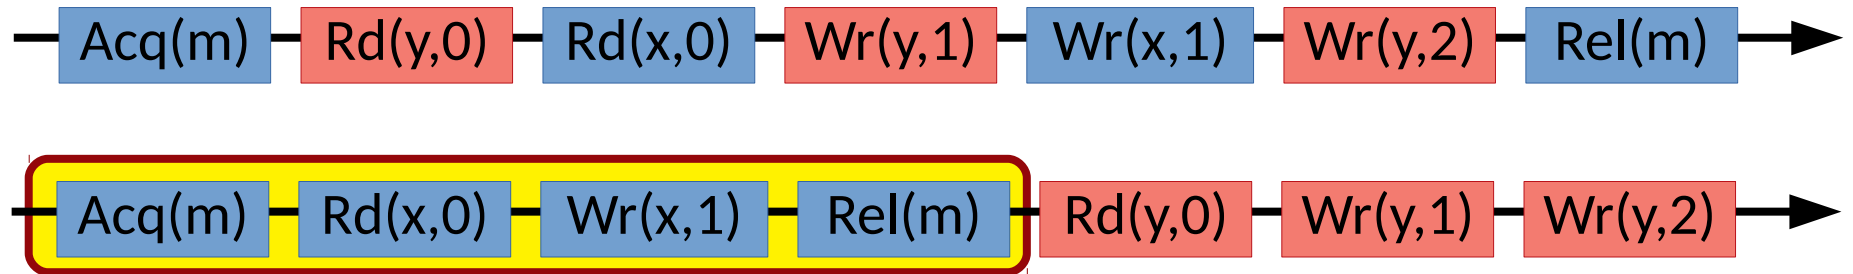 Acq(m) Rd(y,0) Rd(x,0) Wr(y,1) Wr(x,1) Wr(y,2) Rel(m)
Acq(m) Rd(x,0) Wr(x,1) Rel(m) Rd(y,0) Wr(y,1) Wr(y,2)